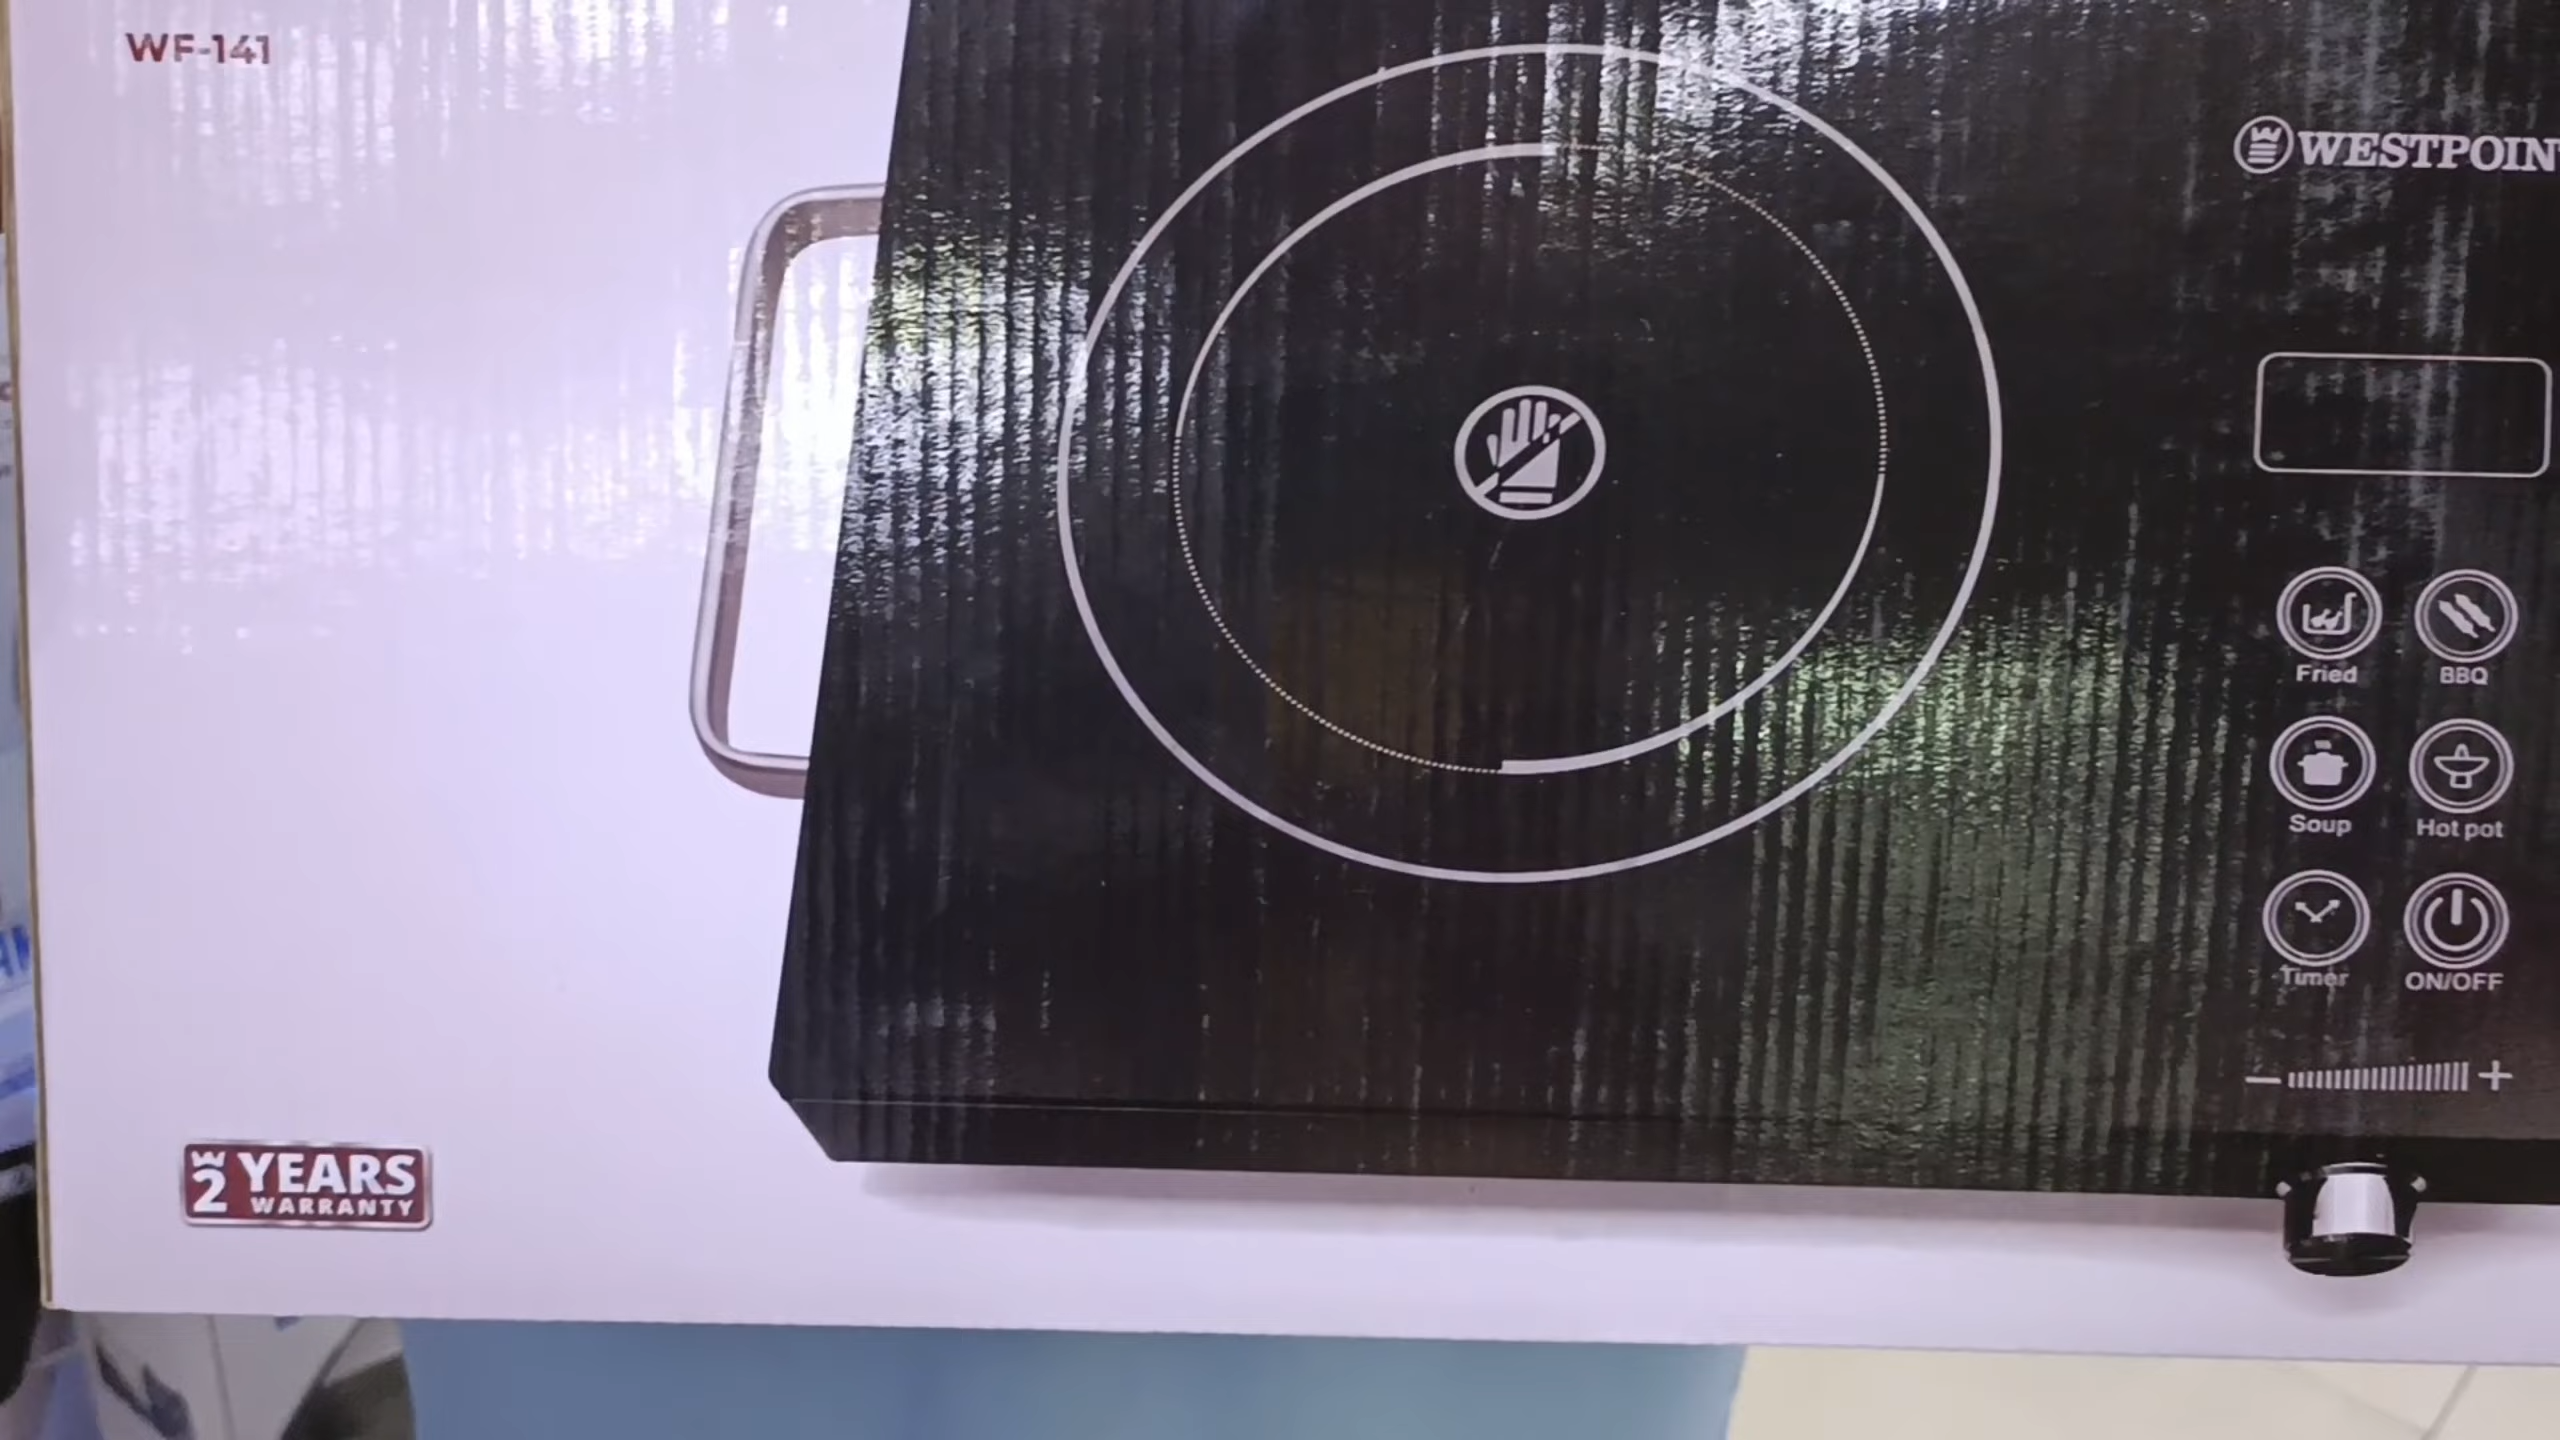 WF-141
WESTPOIN
Fried
BBQ
Soup
Hot pot
Timer
ON/OFF
2 YEARS
WARRANTY